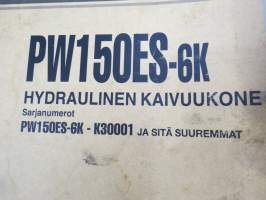 PW150ES-6K
HYDRAULINEN KAIVUUKONE
Sarjanumerot
PW150ES-6K - K30001 JA SITÄ SUUREMMAT